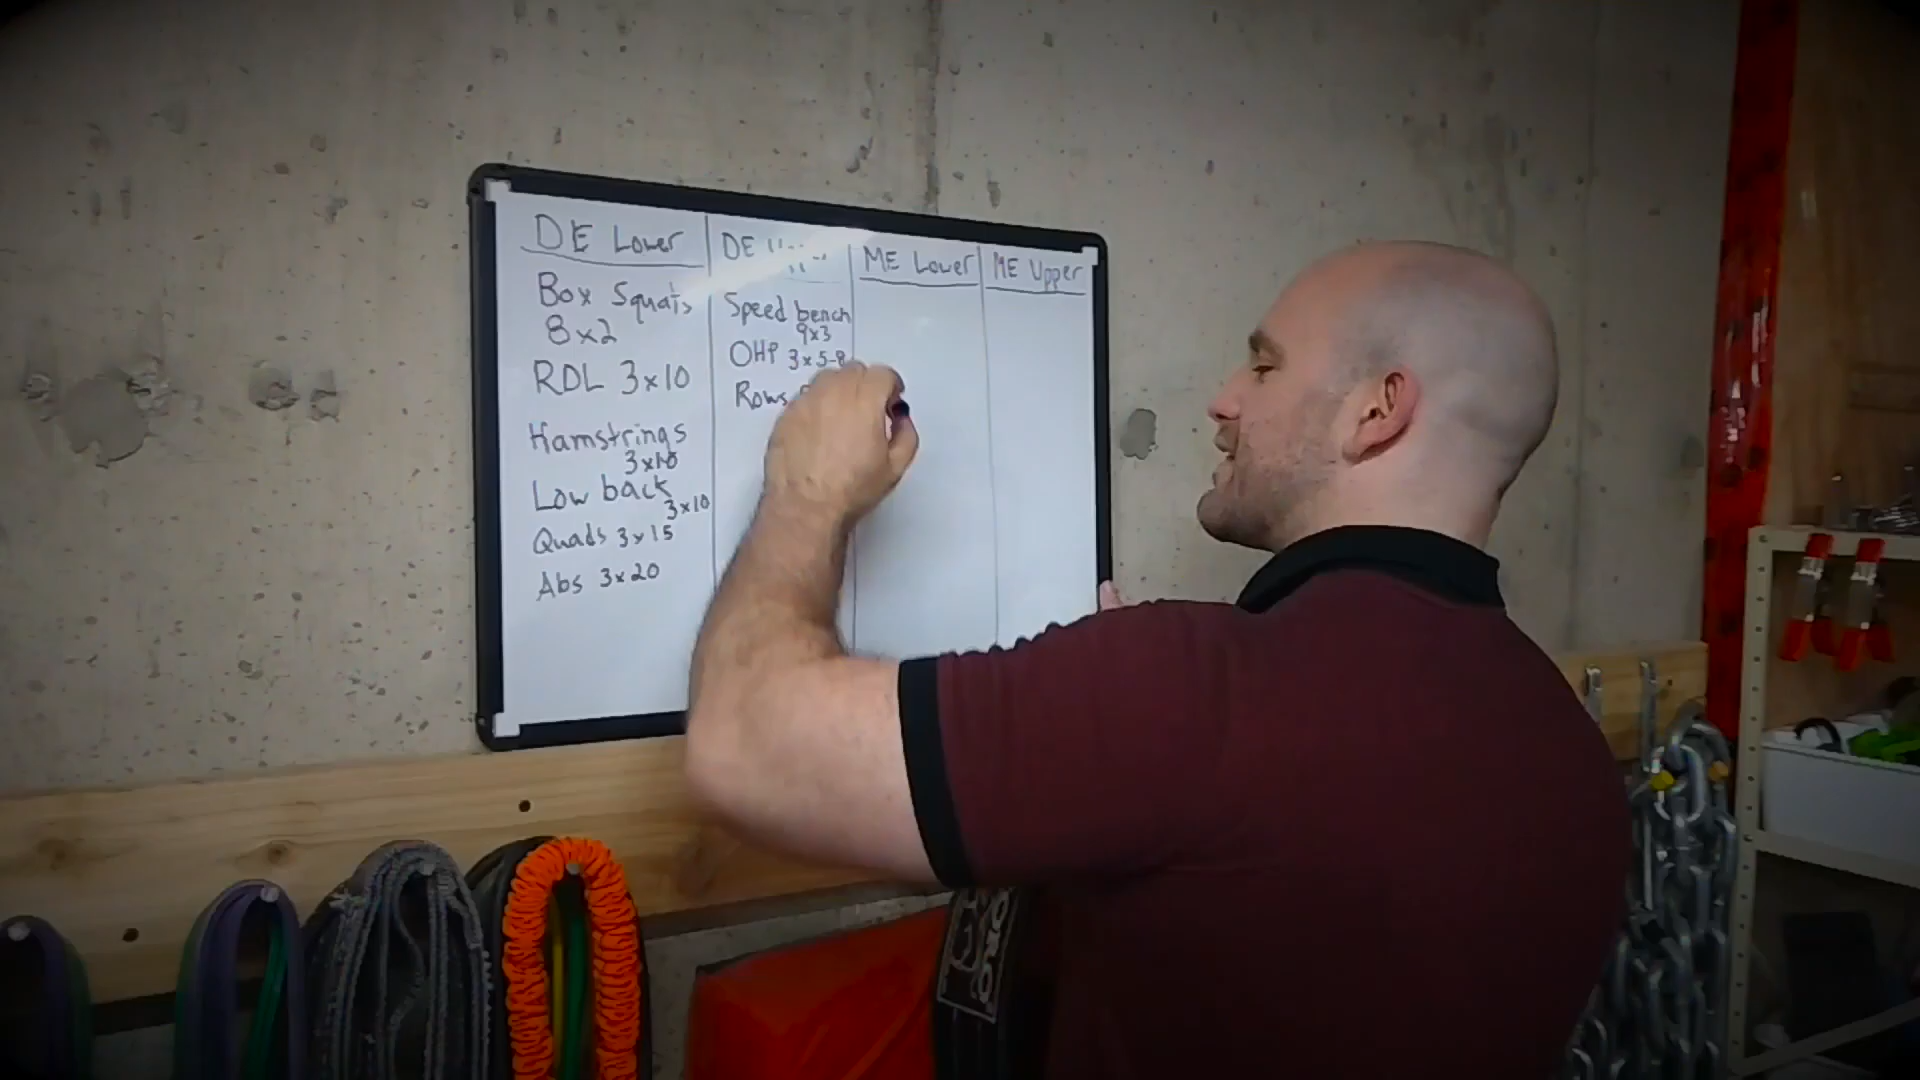 DE Lower
Box Squats
8x2
RDL 3x10
Hamstrings
3x10
Low back
3x10
Quads 3x15
Abs 3x20
DE
Speed bench
9x3
OHP 3x5-8
Rows
ME Lower
ME Upper